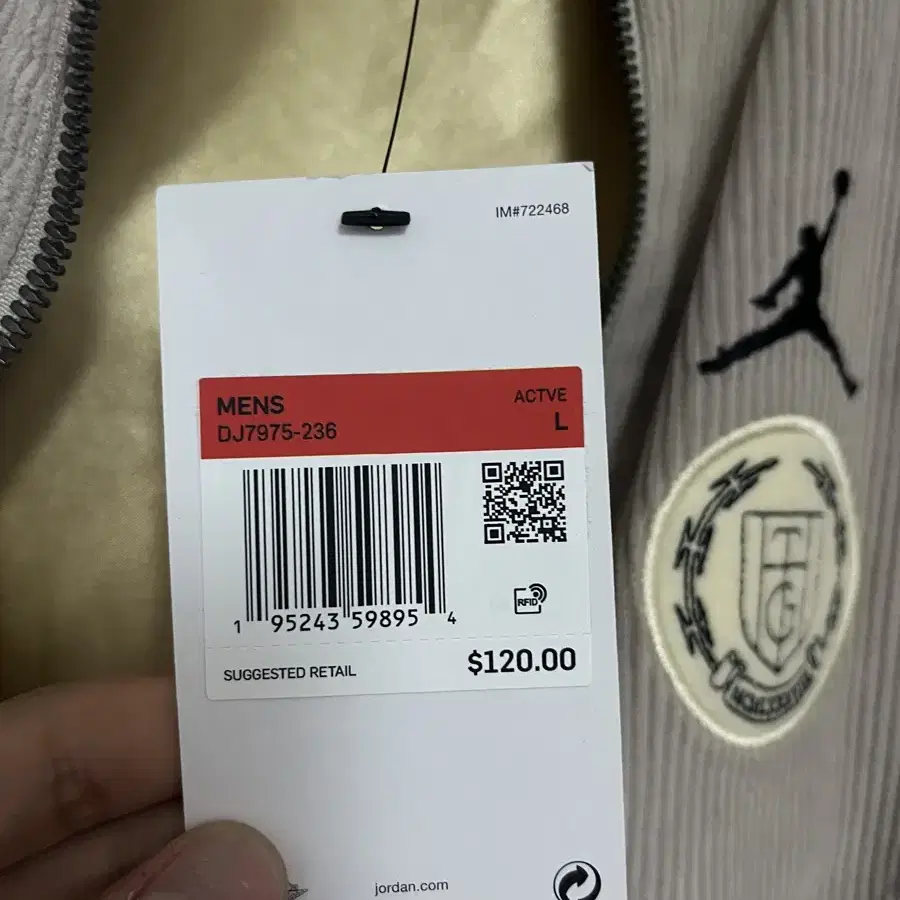 IM#722468
MENS
ACTVE
DJ7975-236
L
RFID
1 95243 59895 4
SUGGESTED RETAIL
$120.00
jordan.com
T
C